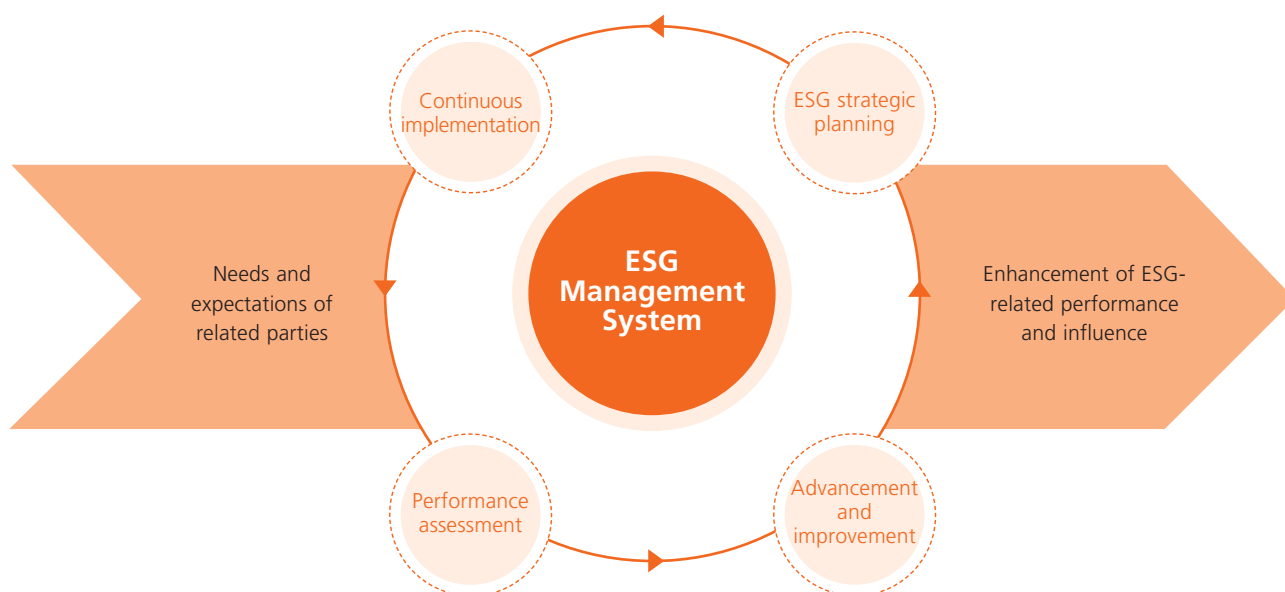 Continuous
implementation
ESG strategic
planning
Needs and
expectations of
related parties
ESG
Management
System
Enhancement of ESG-
related performance
and influence
Performance
assessment
Advancement
and
improvement